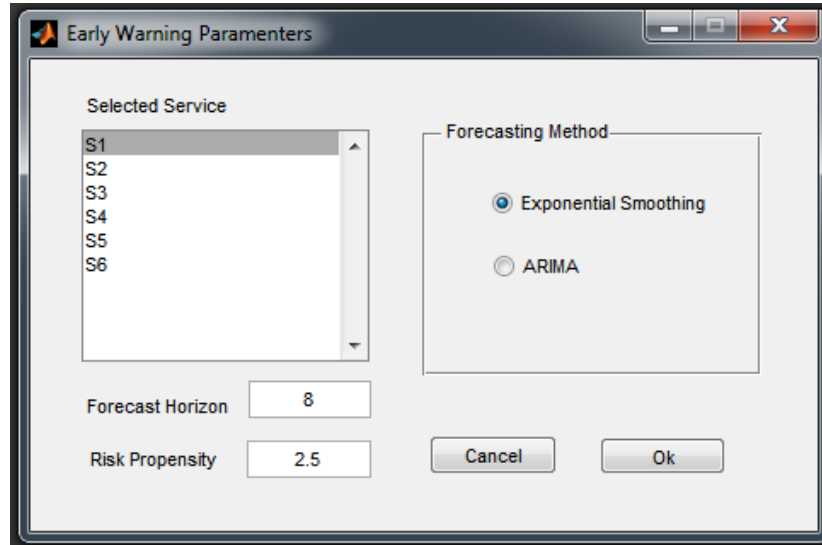 Early Warning Paramenters
Selected Service
S1
S2
S3
S4
S5
S6
Forecast Horizon 8
Risk Propensity 2.5
Forecasting Method
Exponential Smoothing
ARIMA
Cancel Ok